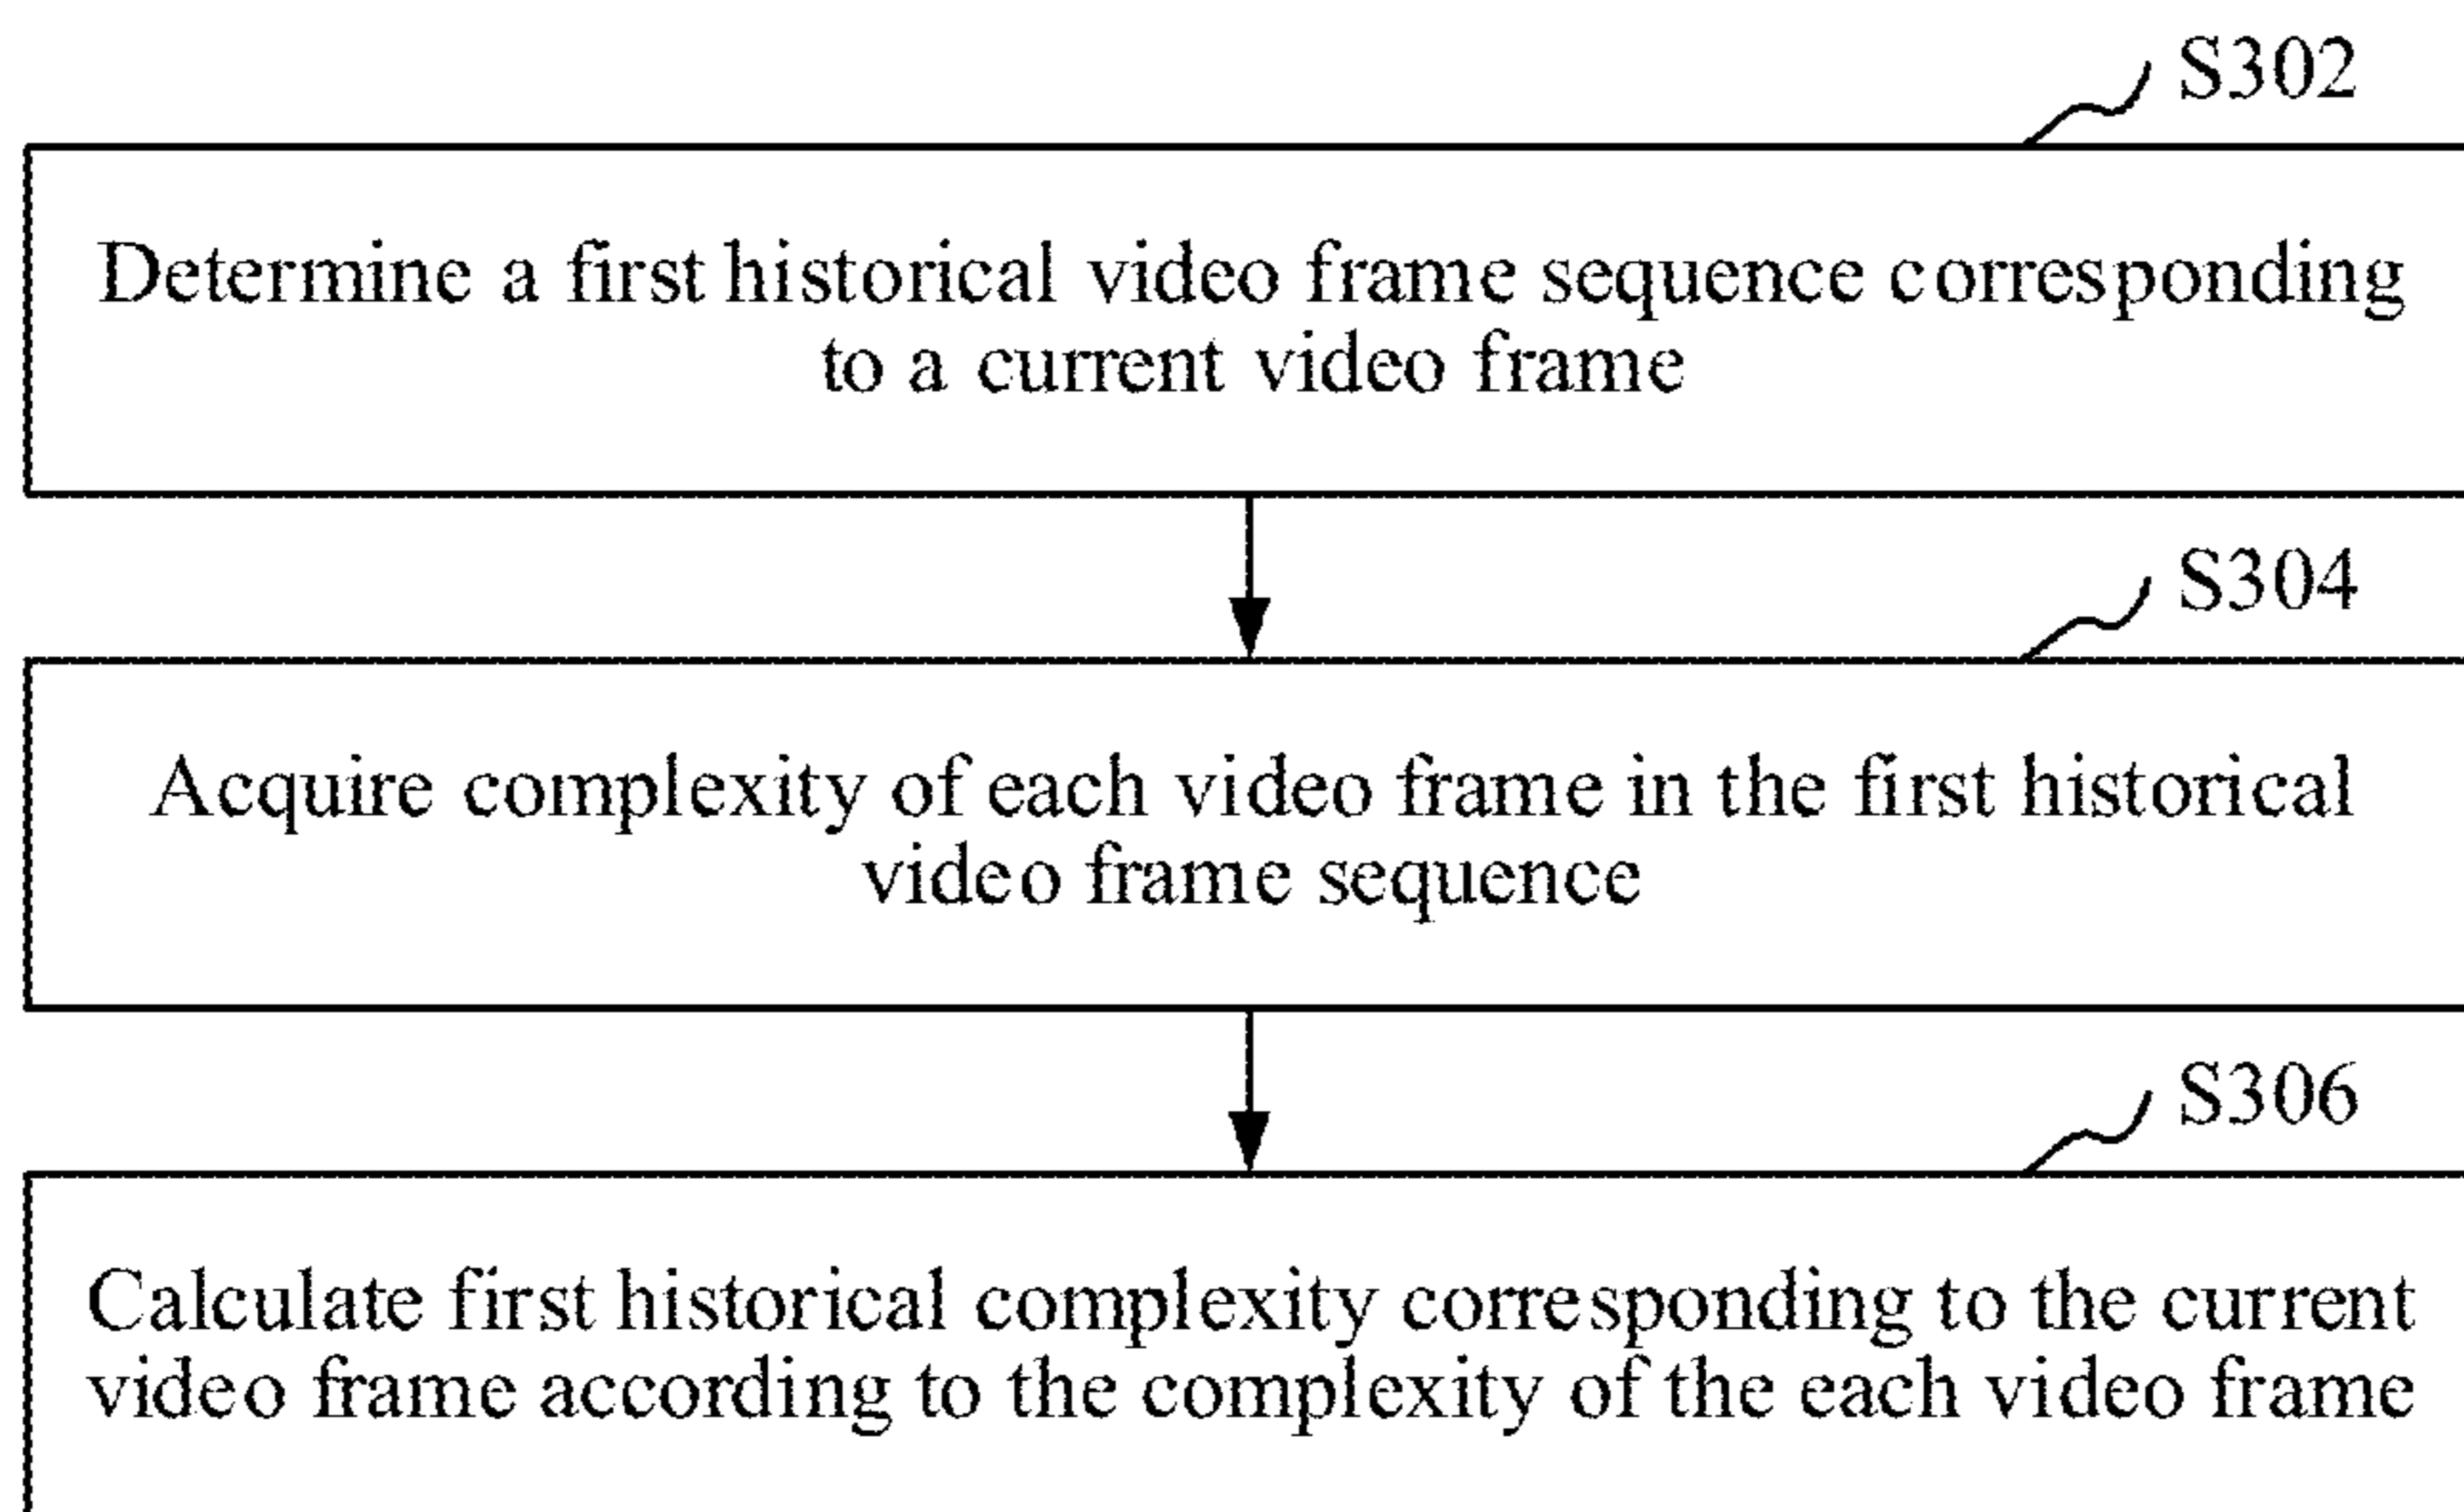 S302
Determine a first historical video frame sequence corresponding
to a current video frame
S304
Acquire complexity of each video frame in the first historical
video frame sequence
S306
Calculate first historical complexity corresponding to the current
video frame according to the complexity of the each video frame